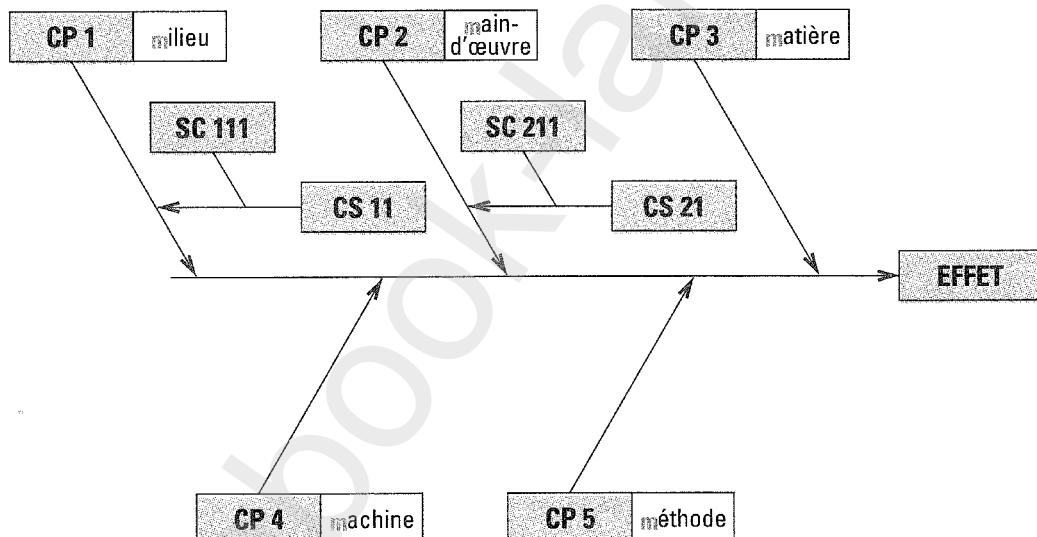 CP 1 milieu
CP 2 main-
d'œuvre
CP 3 matière
SC 111
SC 211
CS 11
CS 21
EFFET
CP 4 machine
CP 5 méthode